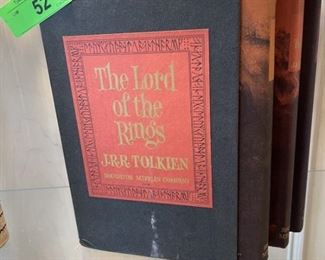 52
The Lord
of the
Rings
J.R.R. TOLKIEN
HOUGHTON MIFFLIN COMPANY